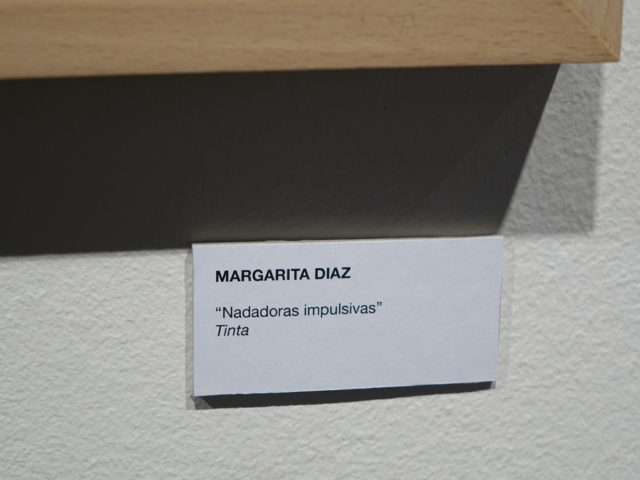 MARGARITA DIAZ
“Nadadoras impulsivas”
Tinta